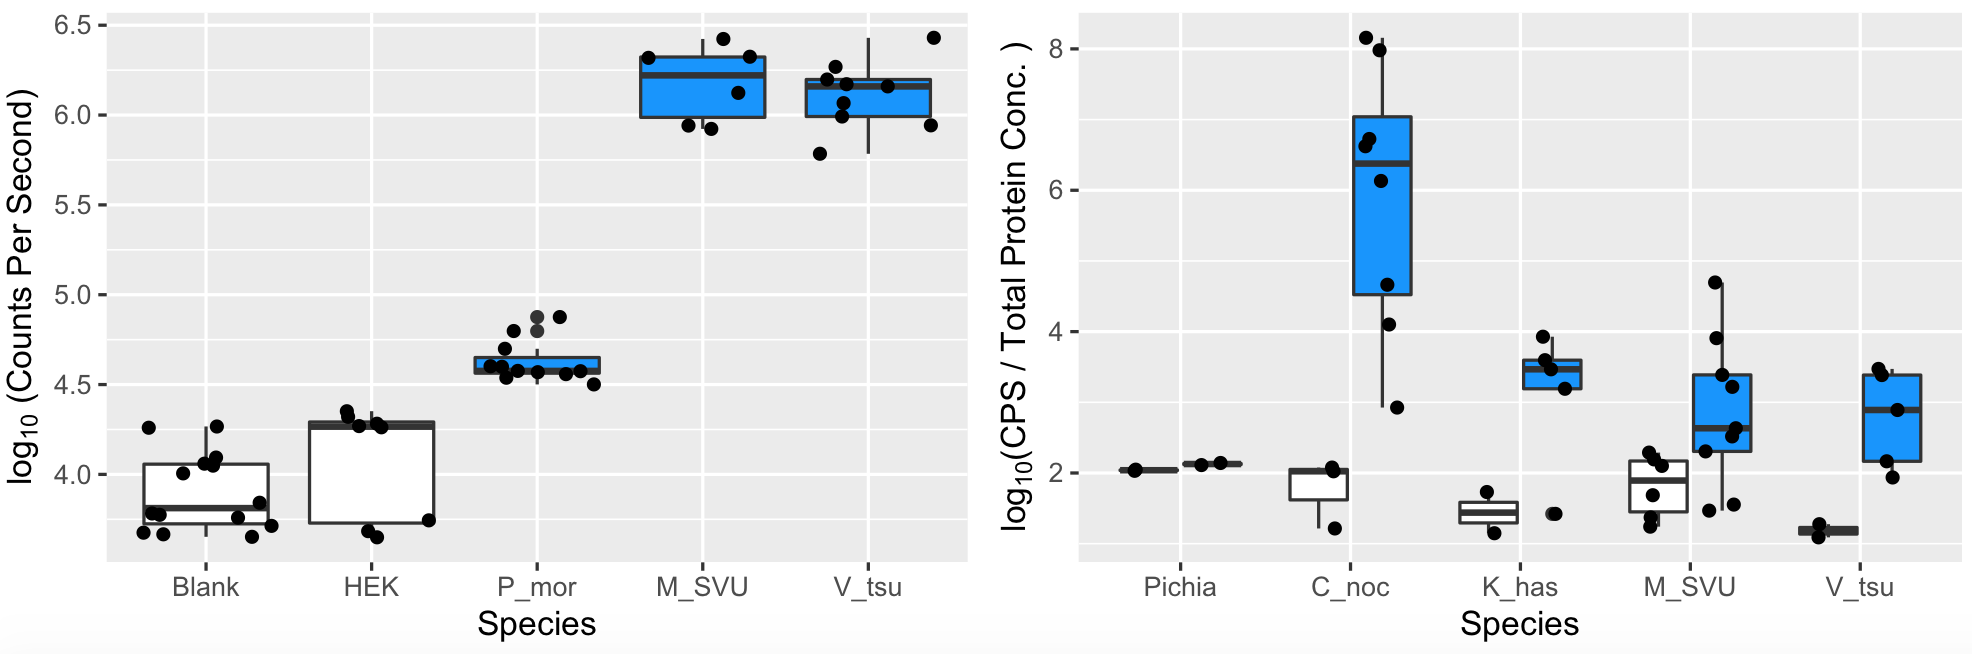 log10 (Counts Per Second)
6.5
6.0
5.5
5.0
4.5
4.0
Blank HEK P_mor M_SVU V_tsu
Species
log10(CPS / Total Protein Conc. )
8
6
4
2
Pichia C_noc K_has M_SVU V_tsu
Species